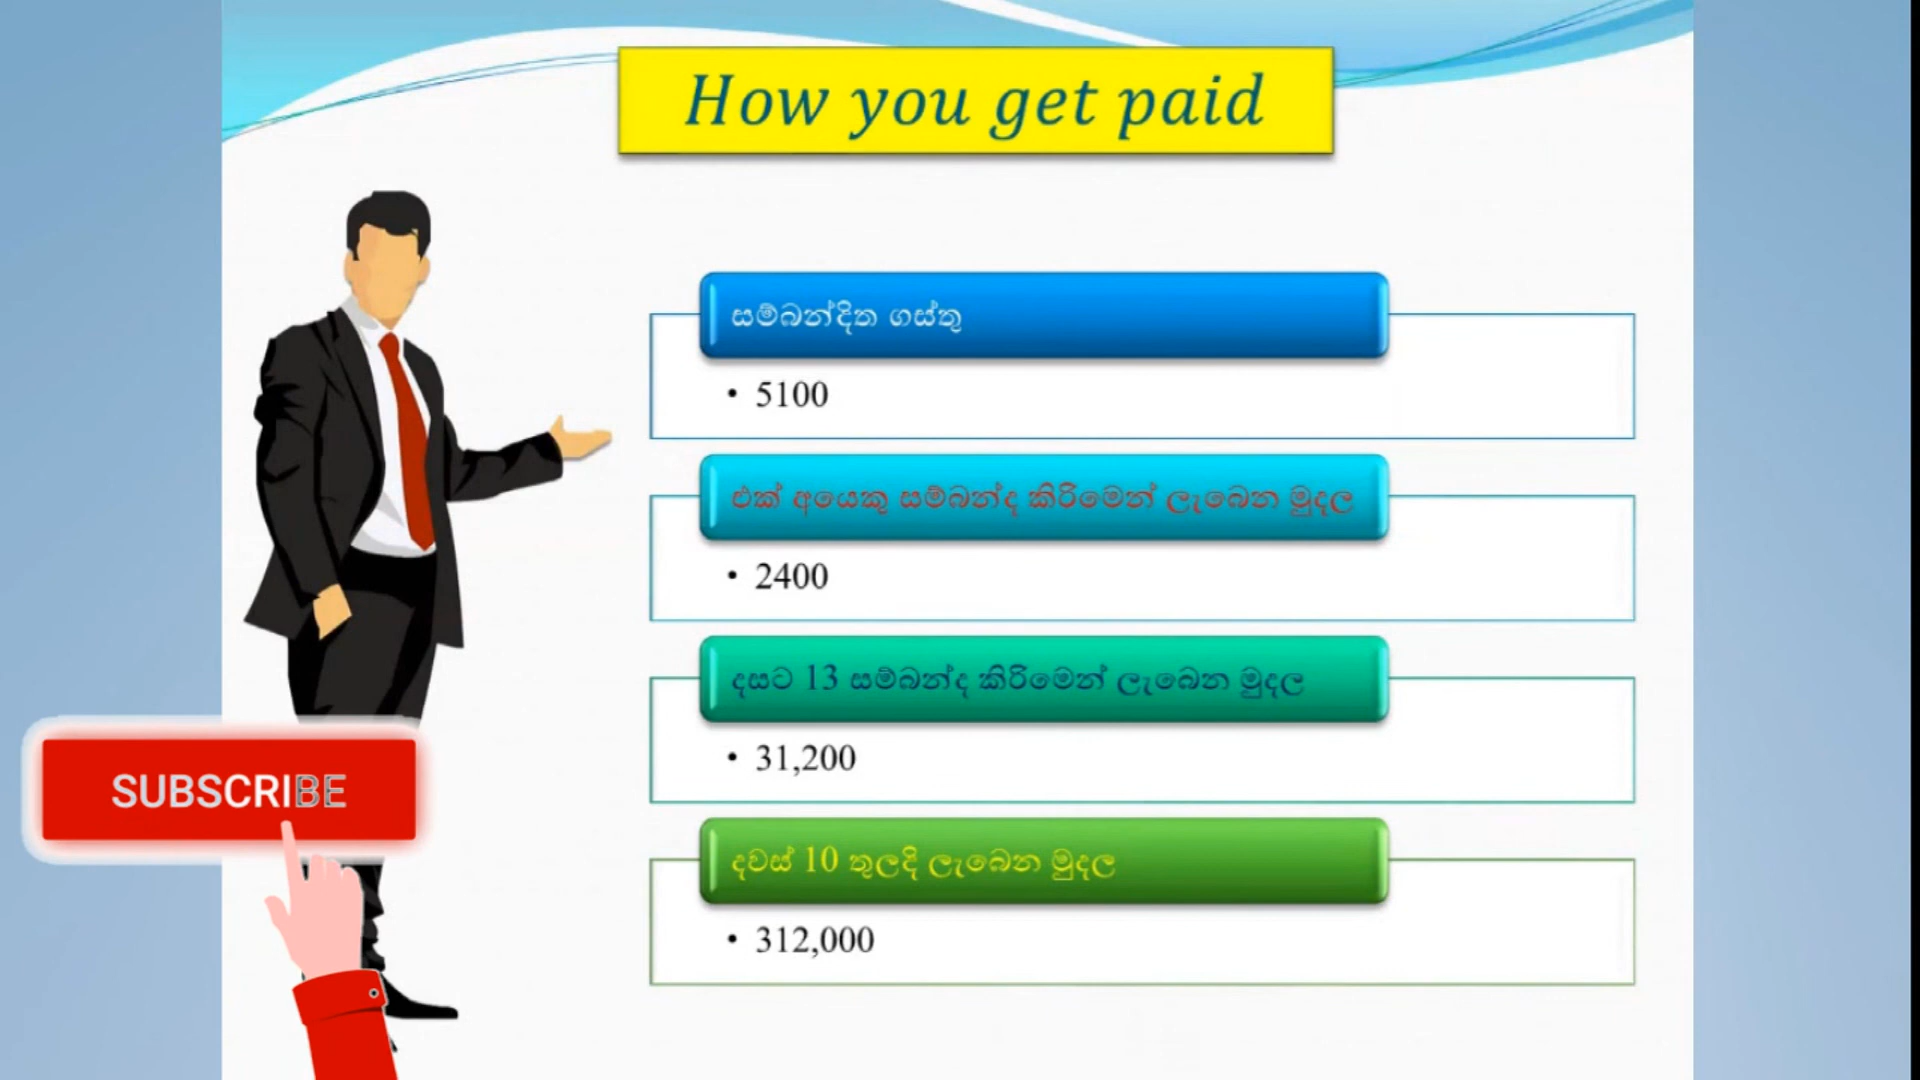 How you get paid
සම්බන්දිත ගස්තු
• 5100
එක් අයෙකු සම්බන්ද කිරිමෙන් ලැබෙන මුදල
• 2400
දසට 13 සම්බන්ද කිරිමෙන් ලැබෙන මුදල
• 31,200
දවස් 10 තුලදි ලැබෙන මුදල
• 312,000
SUBSCRIBE